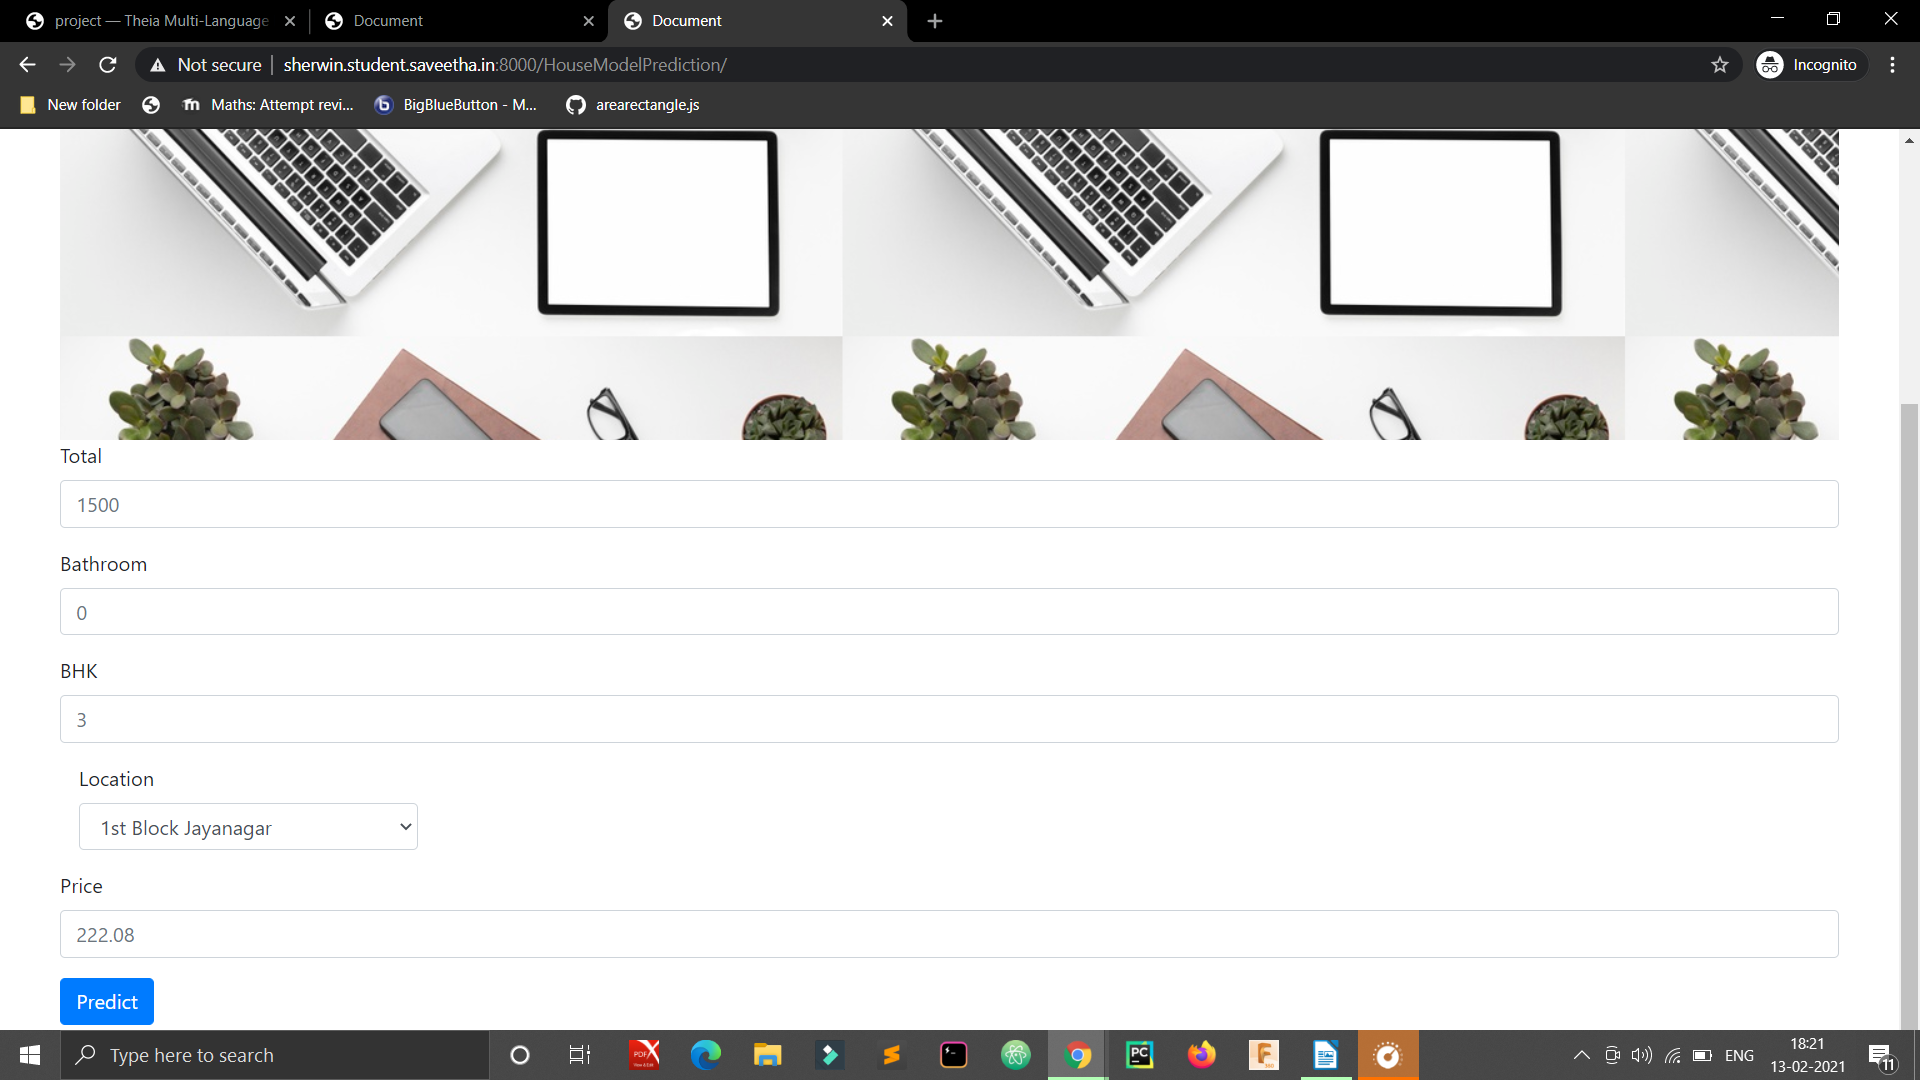 project — Theia Multi-Language
Document
Document
Not secure
sherwin.student.saveetha.in:8000/HouseModelPrediction/
Incognito
New folder
Maths: Attempt revi...
BigBlueButton - M...
arearectangle.js
Total
1500
Bathroom
0
BHK
3
Location
1st Block Jayanagar
Price
222.08
Predict
Type here to search
ENG
18:21
13-02-2021
11